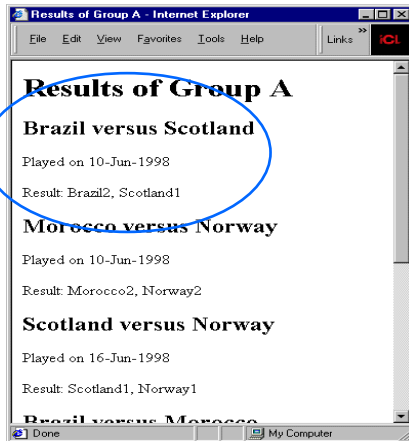 Results of Group A - Internet Explorer
File Edit View Favorites Tools Help Links » iCL
Results of Group A
Brazil versus Scotland
Played on 10-Jun-1998
Result: Brazil2, Scotland1
Morocco versus Norway
Played on 10-Jun-1998
Result: Morocco2, Norway2
Scotland versus Norway
Played on 16-Jun-1998
Result: Scotland1, Norway1
Brazil versus Morocco
Done My Computer